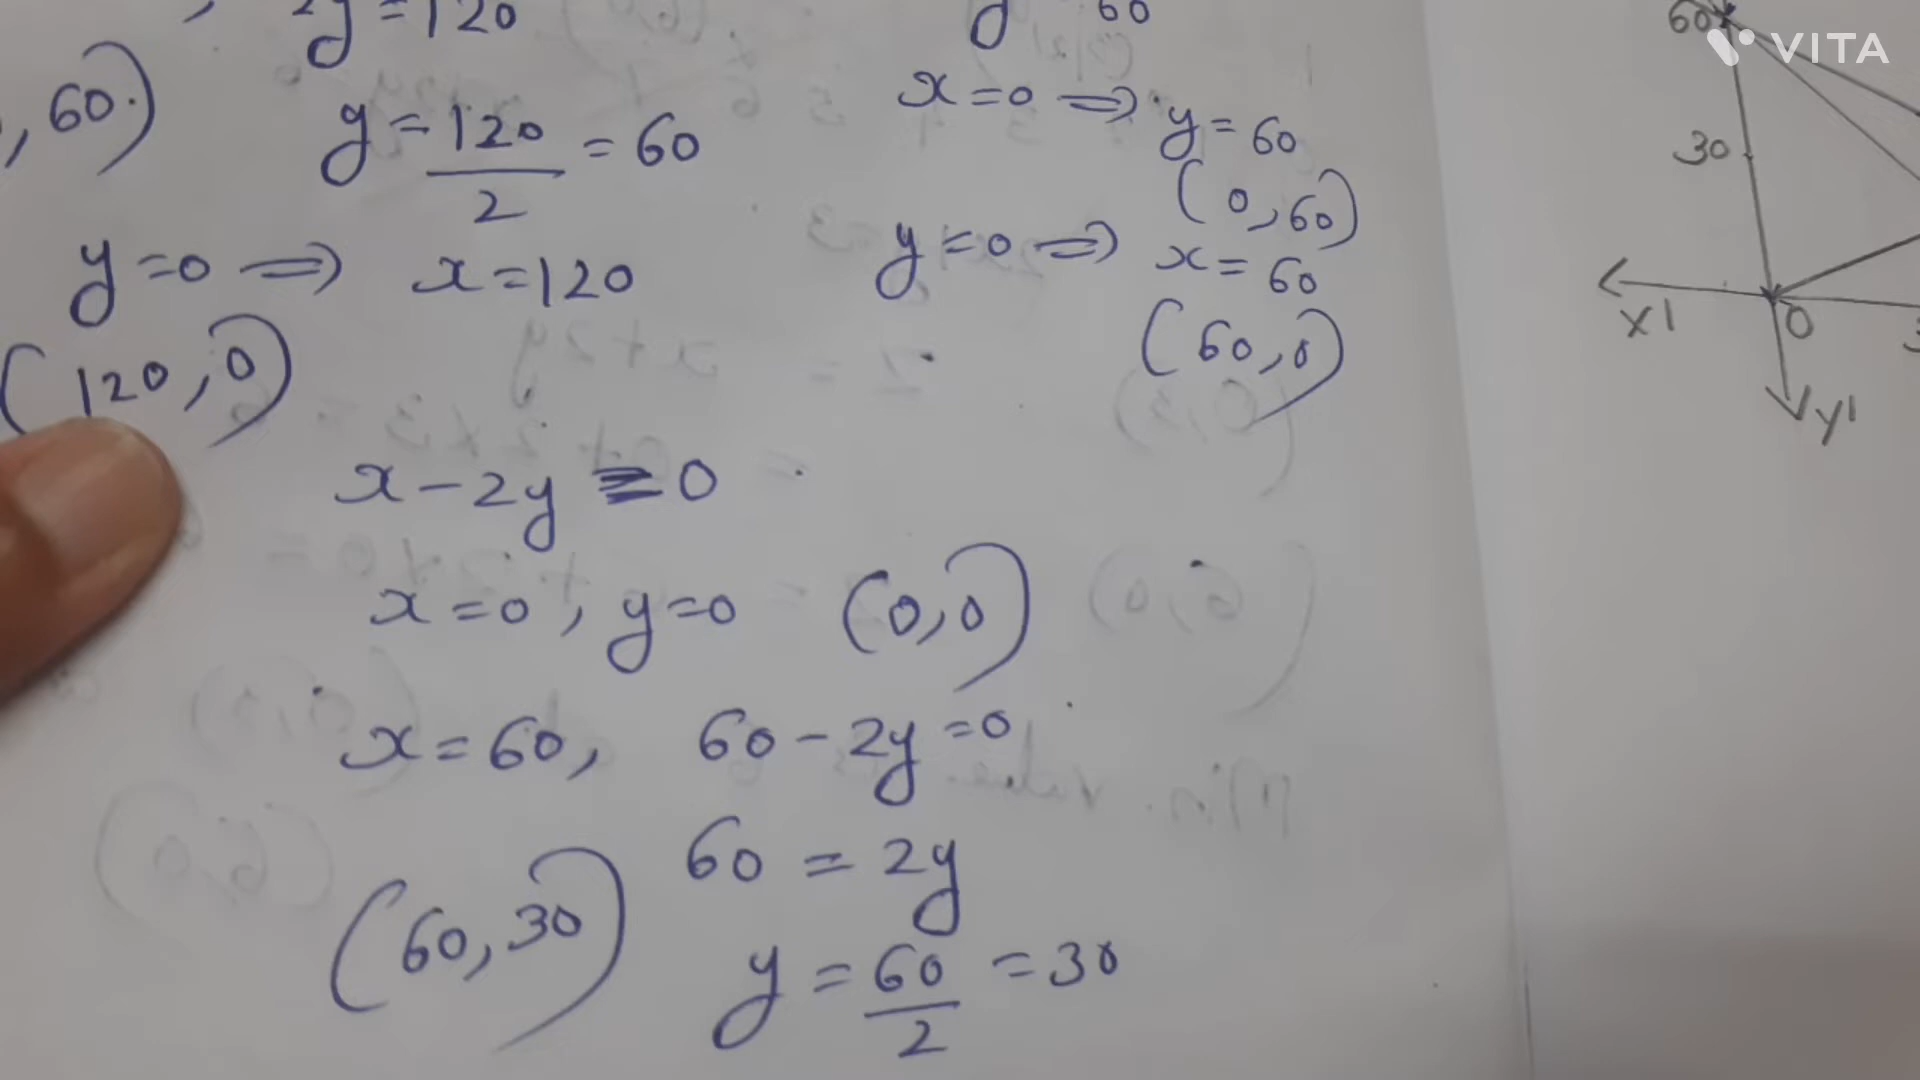 2y = 120
, 60)
y = 120/2 = 60
y = 0 ⟹ x = 120
(120, 0)
60
x = 0 ⟹ y = 60
(0, 60)
y = 0 ⟹ x = 60
(60, 0)
x - 2y = 0
x = 0, y = 0 (0, 0)
x = 60, 60 - 2y = 0
60 = 2y
(60, 30)
y = 60/2 = 30
60
30
X'
O
Y'
VITA